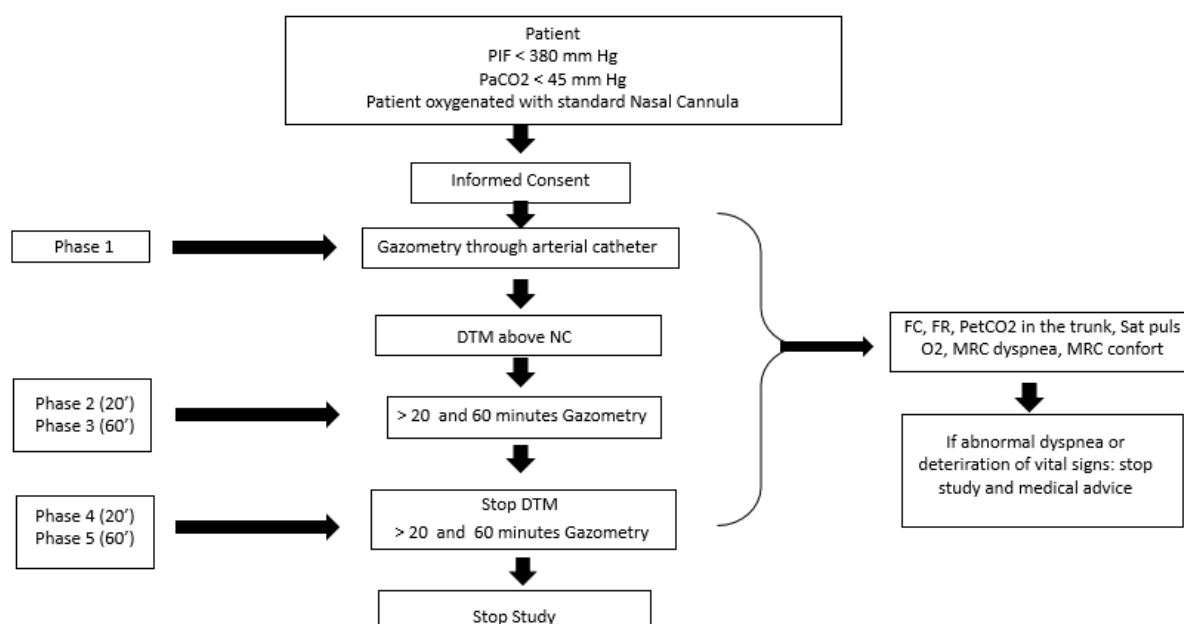 Patient
PIF < 380 mm Hg
PaCO2 < 45 mm Hg
Patient oxygenated with standard Nasal Cannula
Informed Consent
Phase 1
Gazometry through arterial catheter
DTM above NC
FC, FR, PetCO2 in the trunk, Sat puls
O2, MRC dyspnea, MRC confort
Phase 2 (20’)
Phase 3 (60’)
> 20 and 60 minutes Gazometry
If abnormal dyspnea or
deteriration of vital signs: stop
study and medical advice
Phase 4 (20’)
Phase 5 (60’)
Stop DTM
> 20 and 60 minutes Gazometry
Stop Study